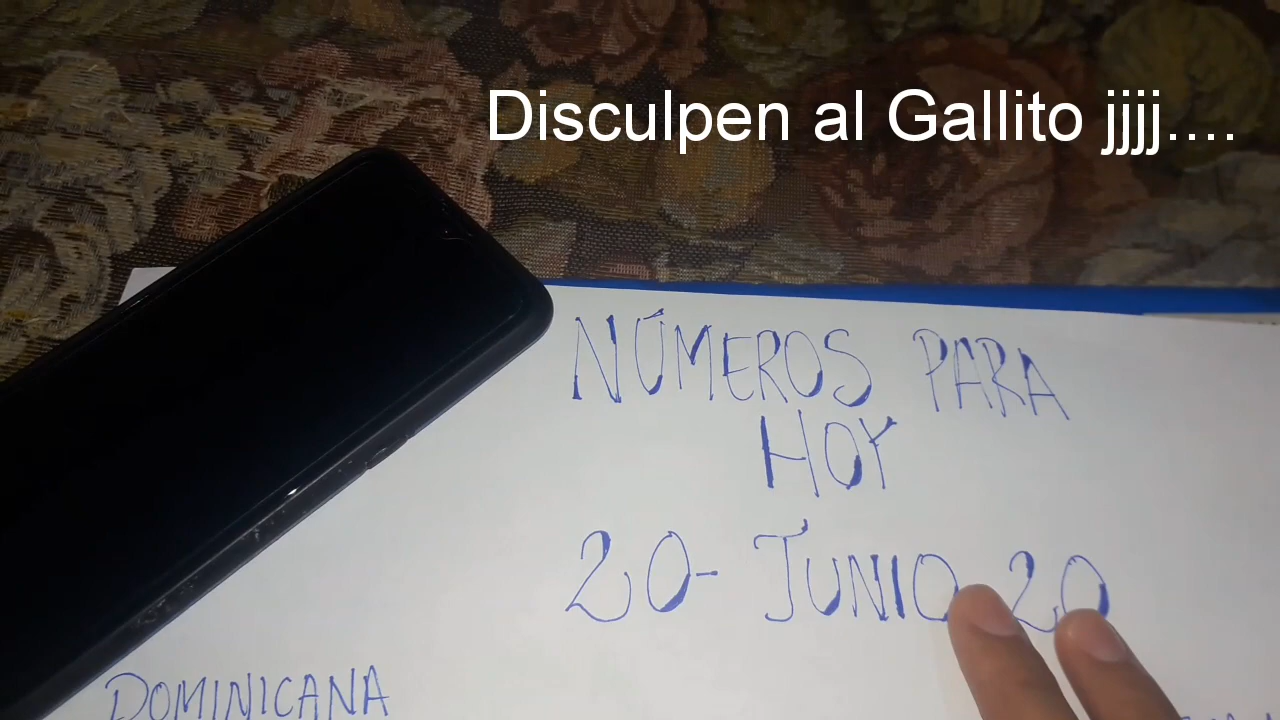 Disculpen al Gallito jjjj....
NÚMEROS PARA
HOY
20- JUNIO 20
DOMINICANA